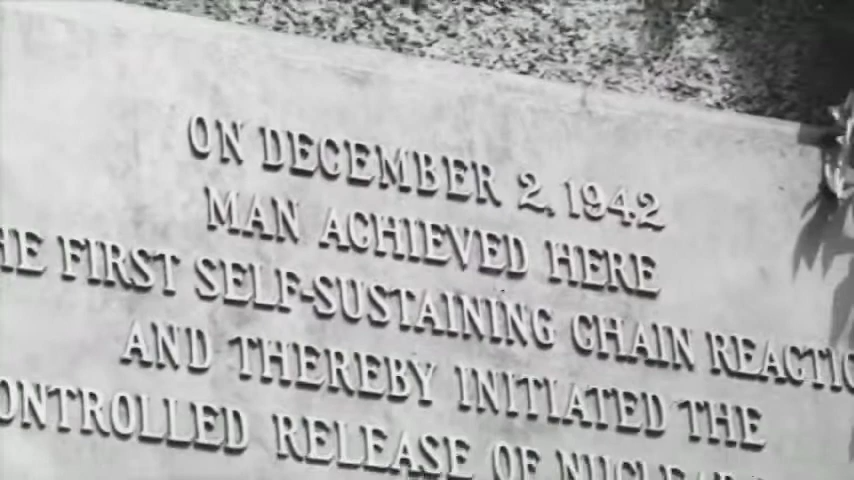 ON DECEMBER 2, 1942
MAN ACHIEVED HERE
HE FIRST SELF-SUSTAINING CHAIN REACTIO
AND THEREBY INITIATED THE
ONTROLLED RELEASE OF